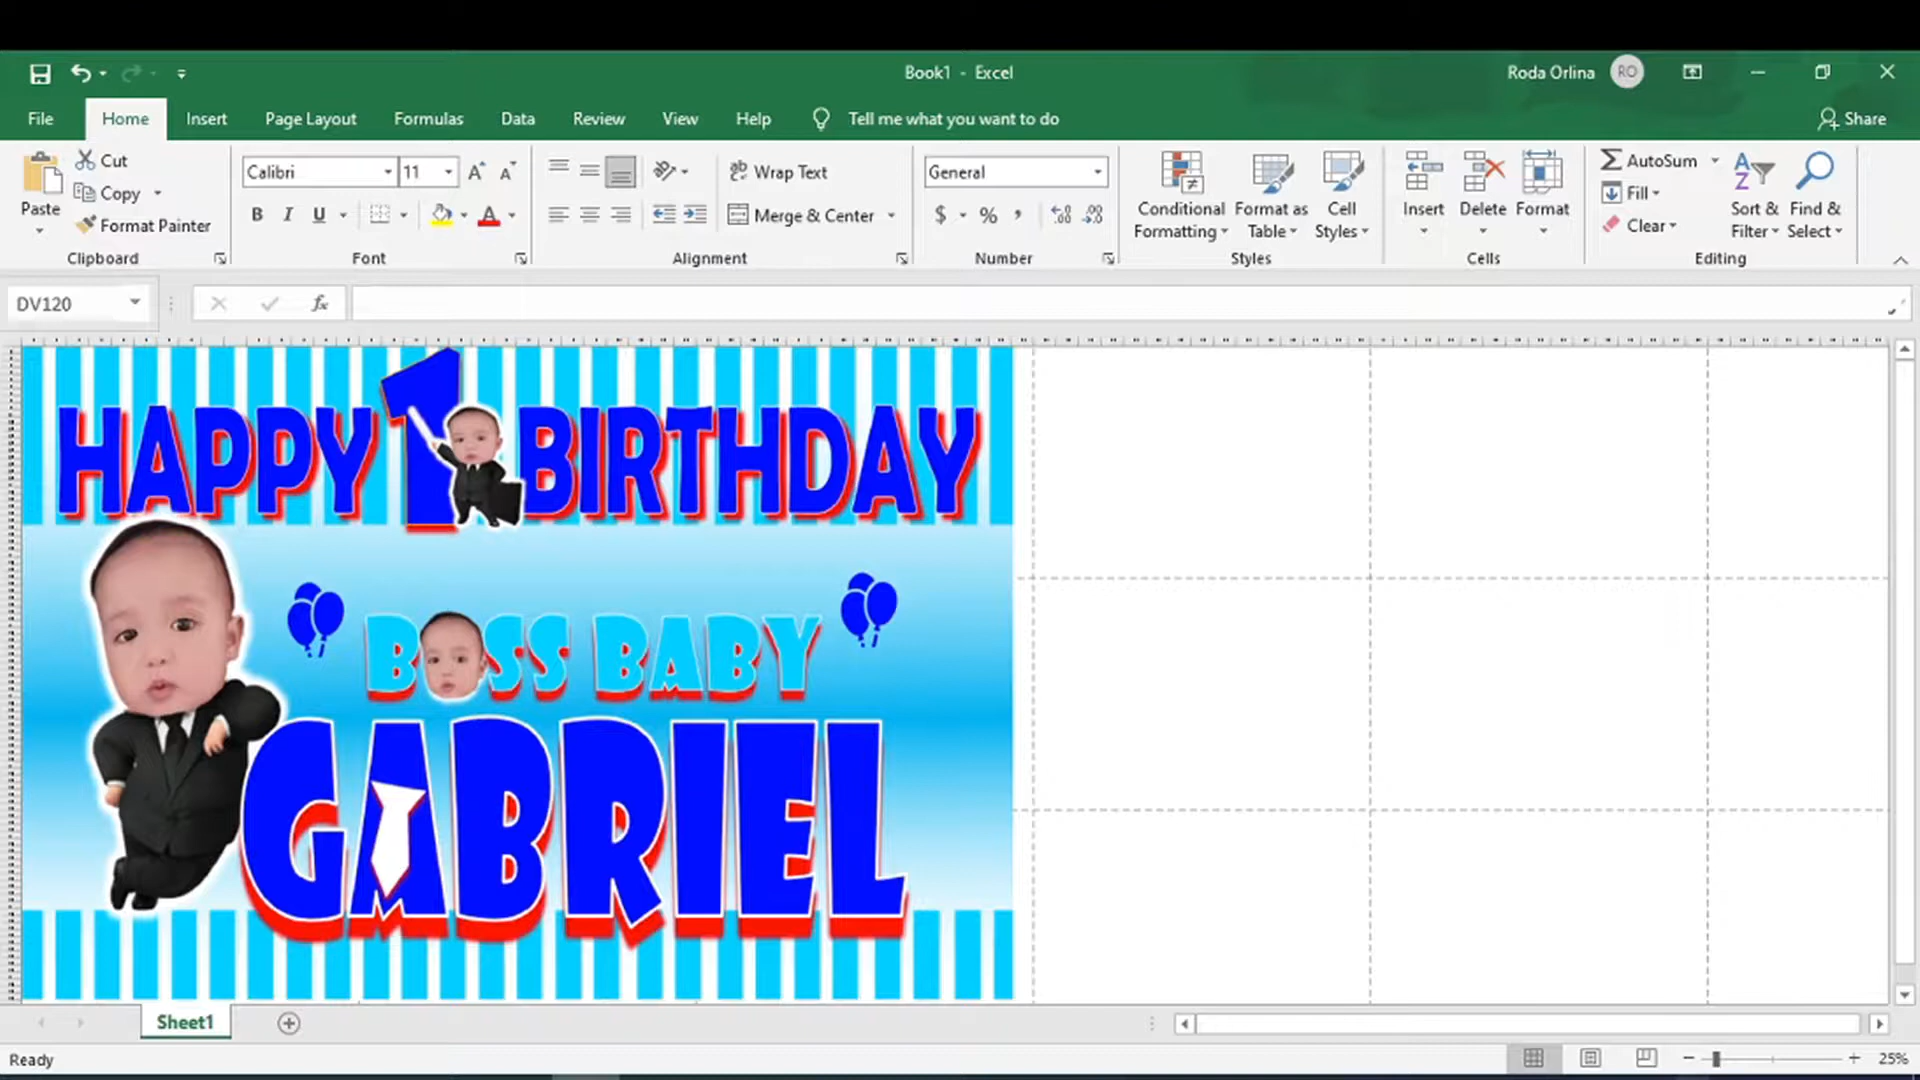 Book1 - Excel
Roda Orlina RO
File Home Insert Page Layout Formulas Data Review View Help Tell me what you want to do Share
Paste Cut Copy Format Painter Clipboard
Calibri 11 B I U A Font
Wrap Text Merge & Center Alignment
General $ % , Number
Conditional Formatting Format as Table Cell Styles Styles
Insert Delete Format Cells
AutoSum Fill Clear Sort & Filter Find & Select Editing
DV120 fx
HAPPY 1 BIRTHDAY
BOSS BABY
GABRIEL
Sheet1
Ready 25%